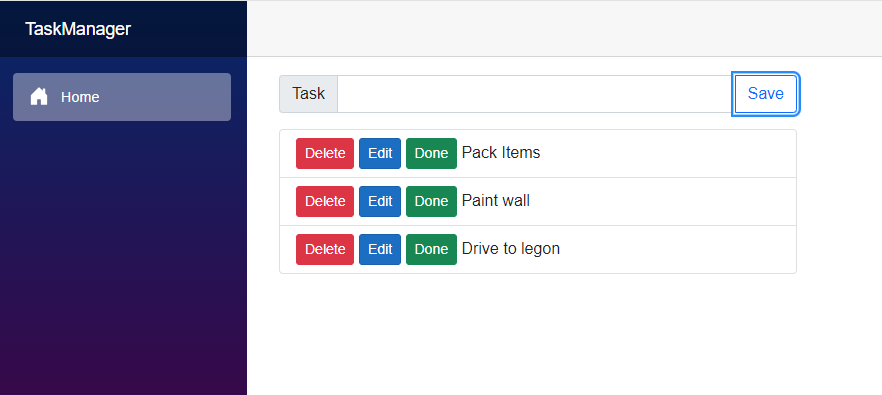 TaskManager
Home
Task Save
Delete Edit Done Pack Items
Delete Edit Done Paint wall
Delete Edit Done Drive to legon